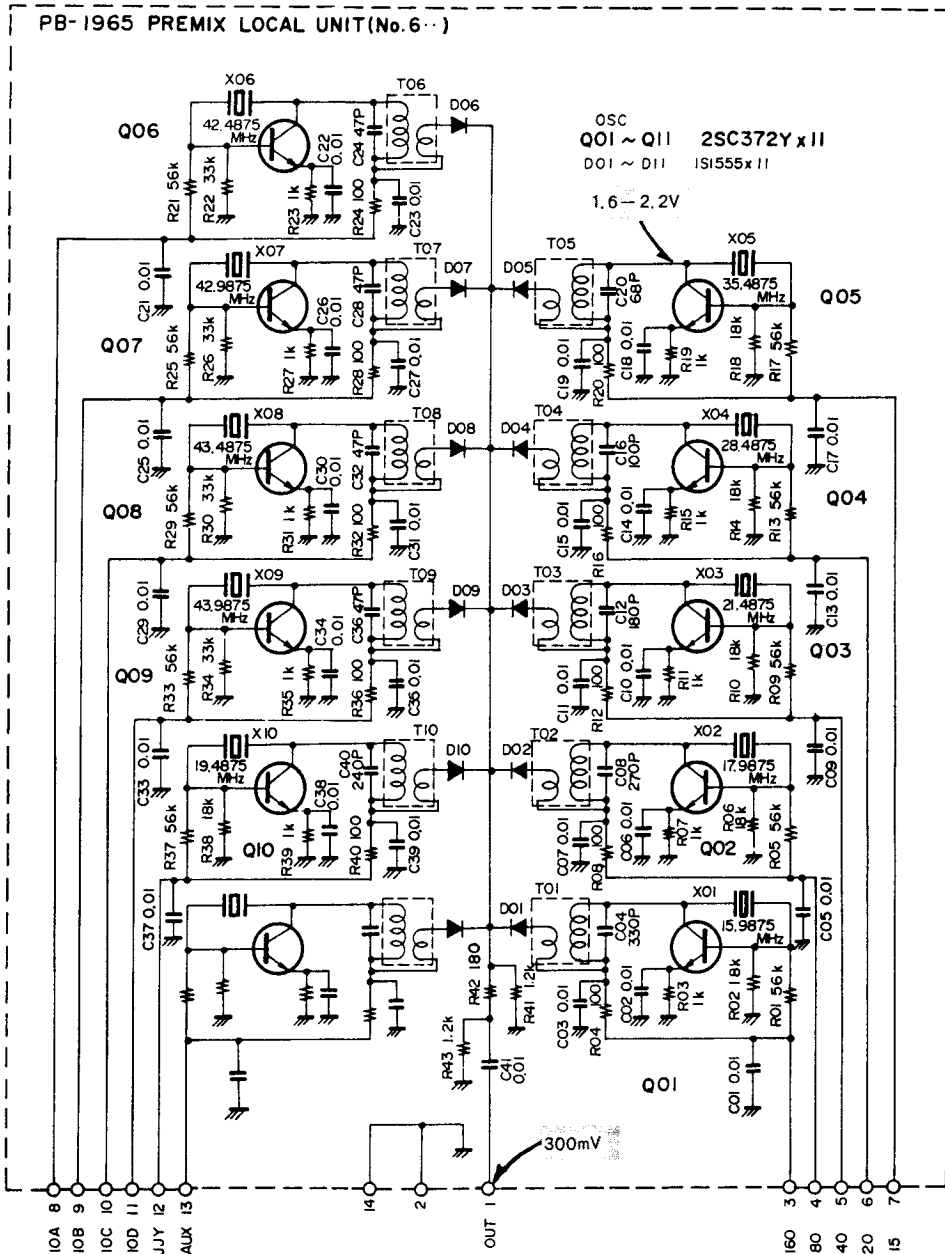 PB-1965 PREMIX LOCAL UNIT(No.6··)
OSC
Q01 ~ Q11 2SC372Y x 11
D01 ~ D11 1S1555 x 11
1.6 — 2.2V
X06
42.4875
MHz
Q06
R21 56k
R22 33k
R23 1k
C22 0.01
C24 47P
R24 100
C23 0.01
T06
D06
C21 0.01
X07
42.9875
MHz
Q07
R25 56k
R26 33k
R27 1k
C26 0.01
C28 47P
R28 100
C27 0.01
T07
D07
C25 0.01
X08
43.4875
MHz
Q08
R29 56k
R30 33k
R31 1k
C30 0.01
C32 47P
R32 100
C31 0.01
T08
D08
C29 0.01
X09
43.9875
MHz
Q09
R33 56k
R34 33k
R35 1k
C34 0.01
C36 47P
R36 100
C35 0.01
T09
D09
C33 0.01
X10
19.4875
MHz
Q10
R37 56k
R38 18k
R39 1k
C38 0.01
C40 240P
R40 100
C39 0.01
T10
D10
C37 0.01
D05
T05
C20 68P
X05
35.4875
MHz
Q05
C19 0.01
R20 100
C18 0.01
R19 1k
R18 18k
R17 56k
C17 0.01
D04
T04
C16 100P
X04
28.4875
MHz
Q04
C15 0.01
R16 100
C14 0.01
R15 1k
R14 18k
R13 56k
C13 0.01
D03
T03
C12 180P
X03
21.4875
MHz
Q03
C11 0.01
R12 100
C10 0.01
R11 1k
R10 18k
R09 56k
C09 0.01
D02
T02
C08 270P
X02
17.9875
MHz
Q02
C07 0.01
R08 100
C06 0.01
R07 1k
R06 18k
R05 56k
C05 0.01
D01
T01
C04 330P
X01
15.9875
MHz
Q01
C03 0.01
R04 100
C02 0.01
R03 1k
R02 18k
R01 56k
C01 0.01
R42 180
R41 1.2k
R43 1.2k
C41 0.01
300mV
10A 8
10B 9
10C 10
10D 11
JJY 12
AUX 13
14
2
OUT 1
160 3
80 4
40 5
20 6
15 7